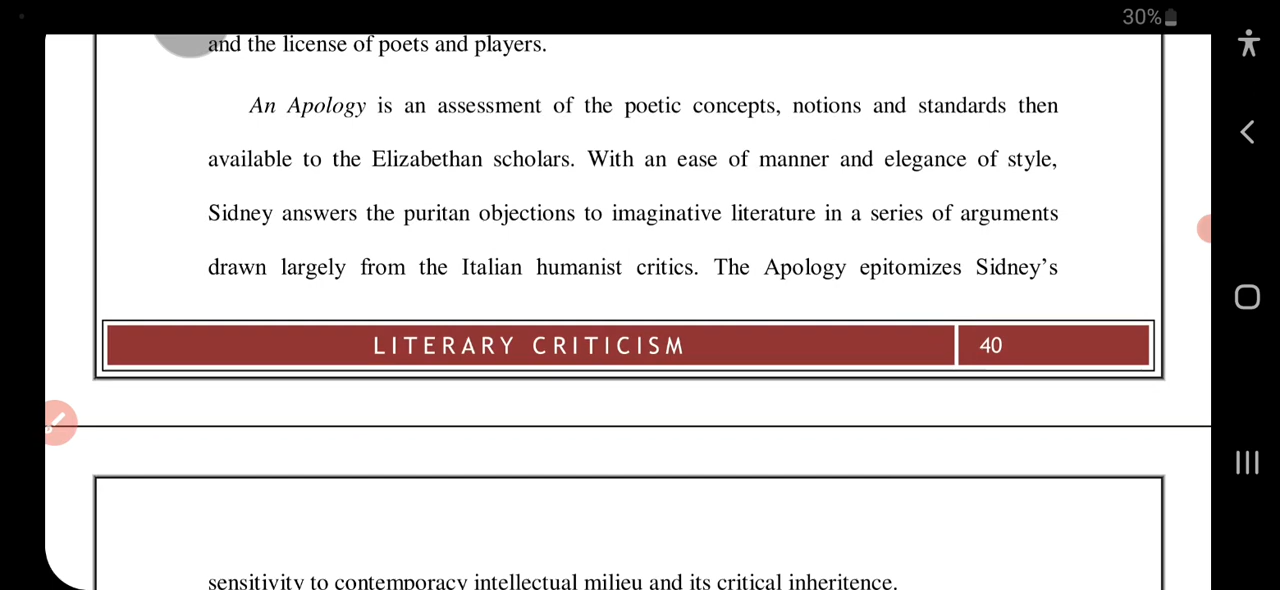 30%
and the license of poets and players.
An Apology is an assessment of the poetic concepts, notions and standards then
available to the Elizabethan scholars. With an ease of manner and elegance of style,
Sidney answers the puritan objections to imaginative literature in a series of arguments
drawn largely from the Italian humanist critics. The Apology epitomizes Sidney's
LITERARY CRITICISM 40
sensitivity to contemporacy intellectual milieu and its critical inheritence.